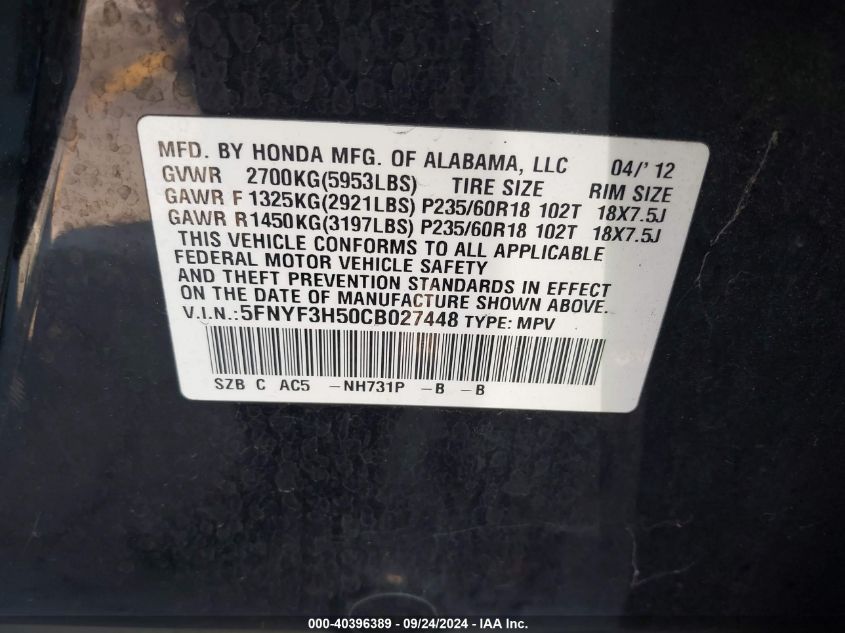 MFD. BY HONDA MFG. OF ALABAMA, LLC 04/' 12
GVWR 2700KG(5953LBS) TIRE SIZE RIM SIZE
GAWR F 1325KG(2921LBS) P235/60R18 102T 18X7.5J
GAWR R1450KG(3197LBS) P235/60R18 102T 18X7.5J
THIS VEHICLE CONFORMS TO ALL APPLICABLE
FEDERAL MOTOR VEHICLE SAFETY
AND THEFT PREVENTION STANDARDS IN EFFECT
ON THE DATE OF MANUFACTURE SHOWN ABOVE.
V.I.N.:5FNYF3H50CB027448 TYPE: MPV
SZB C AC5 -NH731P -B -B
000-40396389 - 09/24/2024 - IAA Inc.